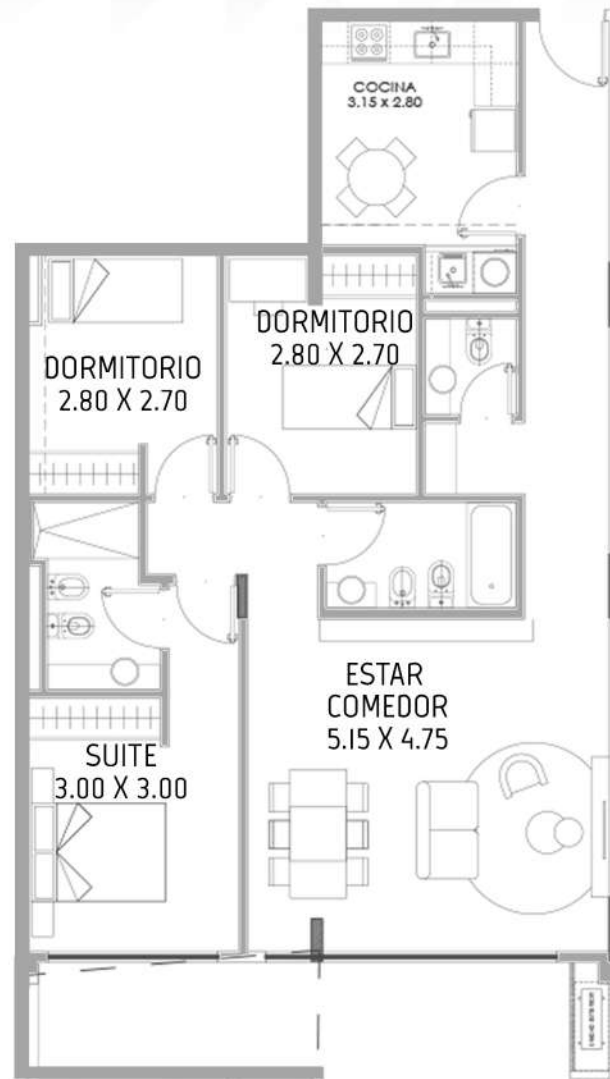 COCINA
3.15 x 2.80
DORMITORIO
2.80 X 2.70
DORMITORIO
2.80 X 2.70
ESTAR
COMEDOR
5.15 X 4.75
SUITE
3.00 X 3.00